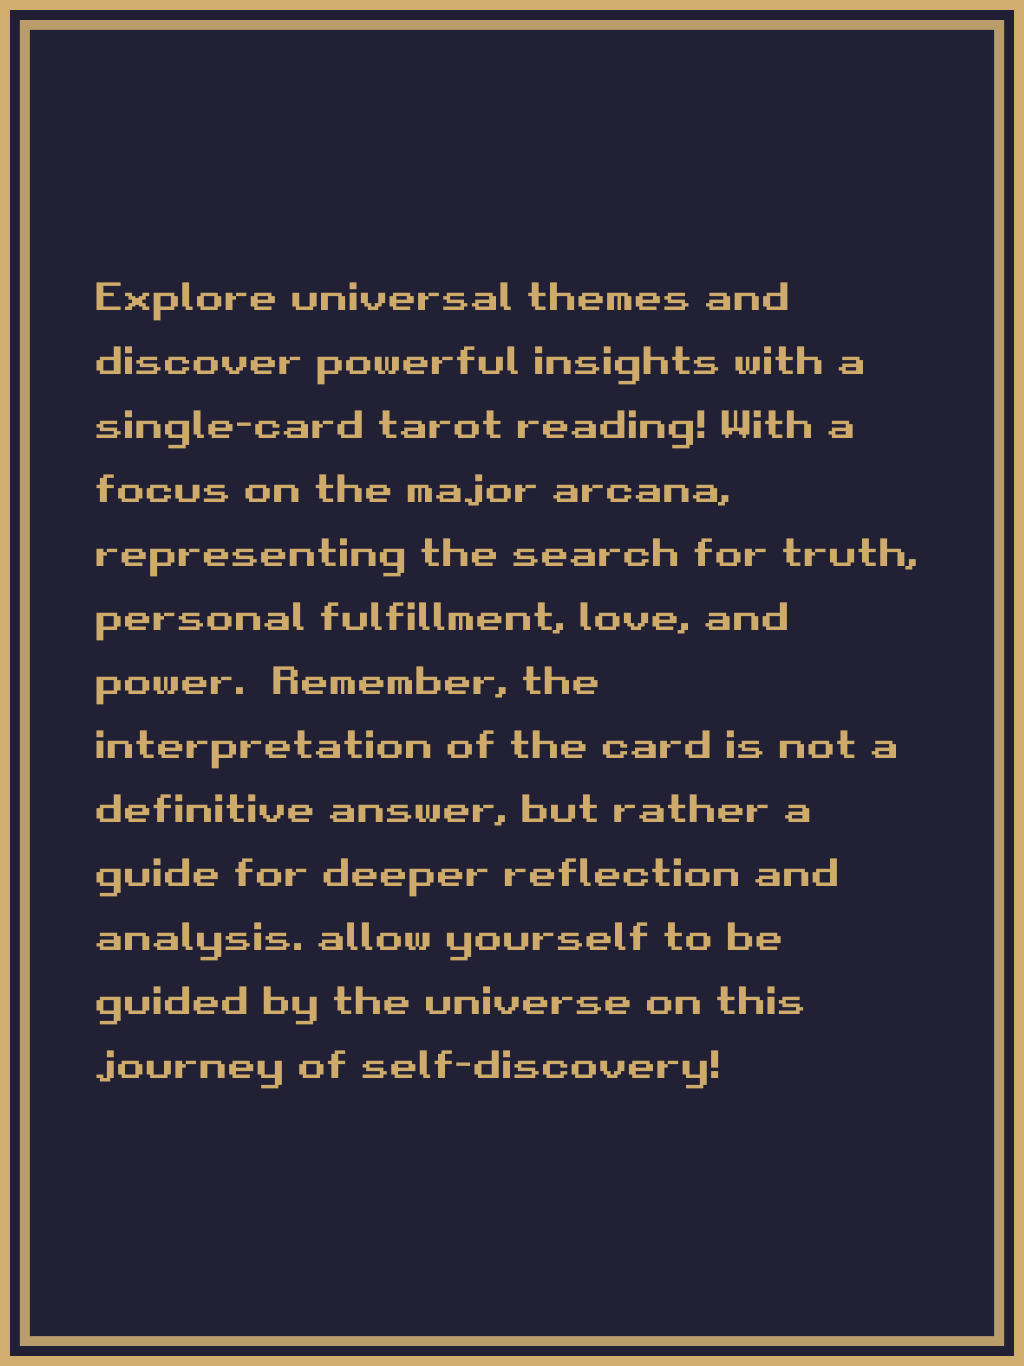 Explore universal themes and
discover powerful insights with a
single-card tarot reading! With a
focus on the major arcana,
representing the search for truth,
personal fulfillment, love, and
power.  Remember, the
interpretation of the card is not a
definitive answer, but rather a
guide for deeper reflection and
analysis. allow yourself to be
guided by the universe on this
journey of self-discovery!